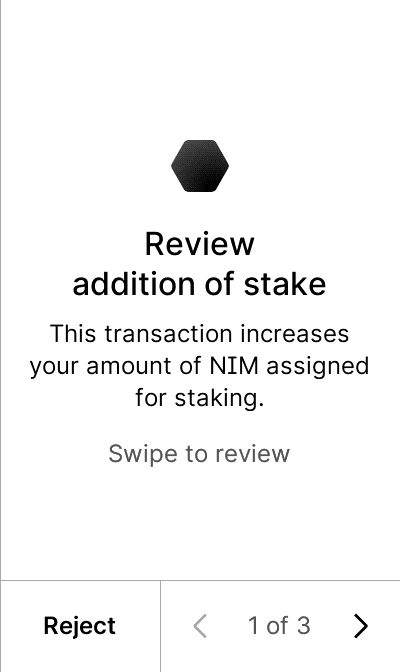 Review
addition of stake
This transaction increases
your amount of NIM assigned
for staking.
Swipe to review
Reject
1 of 3